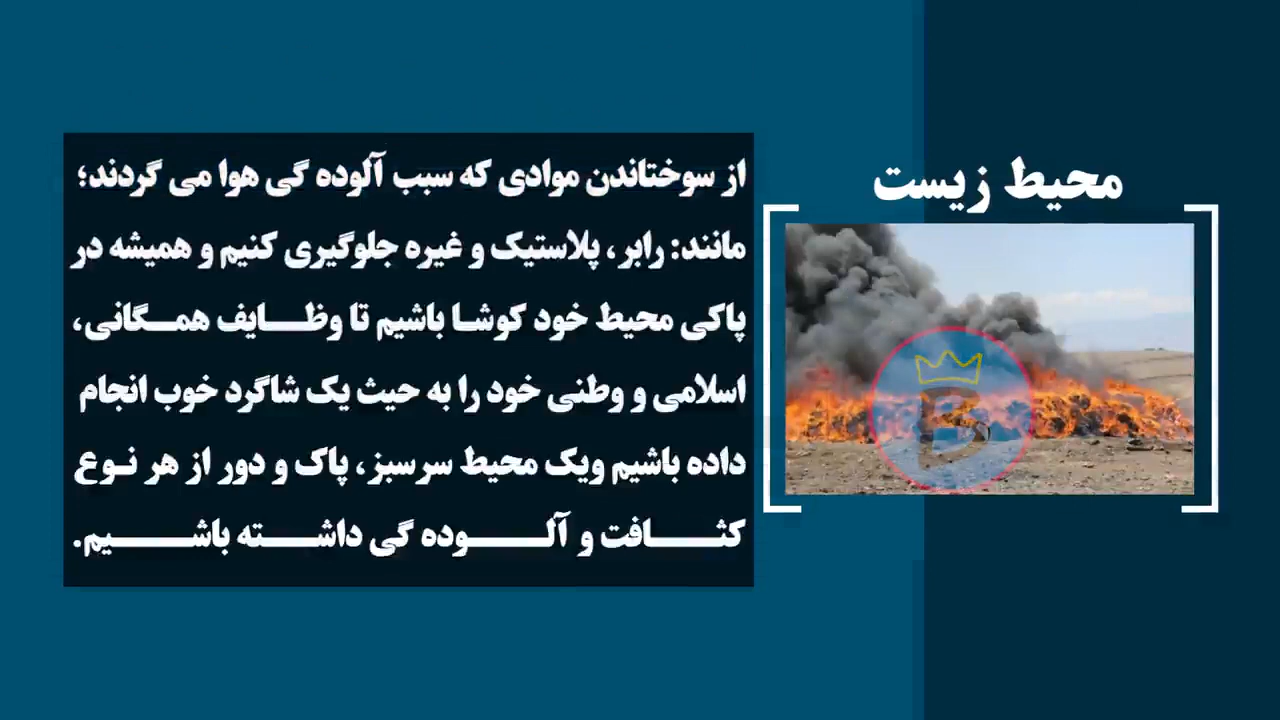 محیط زیست
از سوختاندن موادی که سبب آلوده گی هوا می گردند؛
مانند: رابر، پلاستیک و غیره جلوگیری کنیم و همیشه در
پاکی محیط خود کوشا باشیم تا وظایف همگانی،
اسلامی و وطنی خود را به حیث یک شاگرد خوب انجام
داده باشیم ویک محیط سرسبز، پاک و دور از هر نوع
کثافت و آلوده گی داشته باشیم.
B